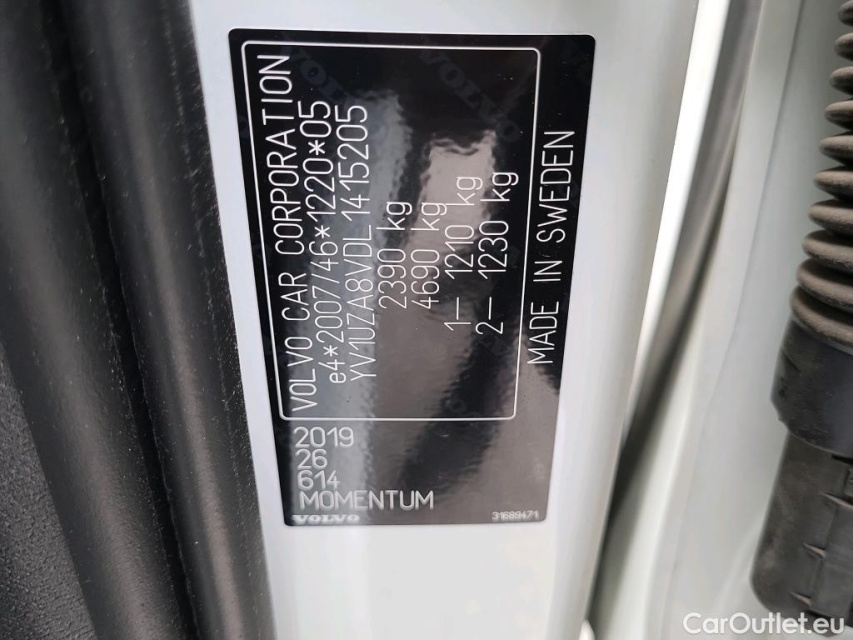 VOLVO CAR CORPORATION
e4*2007/46*1220*05
YV1UZA8VDL1415205
2390 kg
4690 kg
1– 1210 kg
2– 1230 kg
MADE IN SWEDEN
2019
26
614
MOMENTUM
VOLVO
31689471
CarOutlet.eu